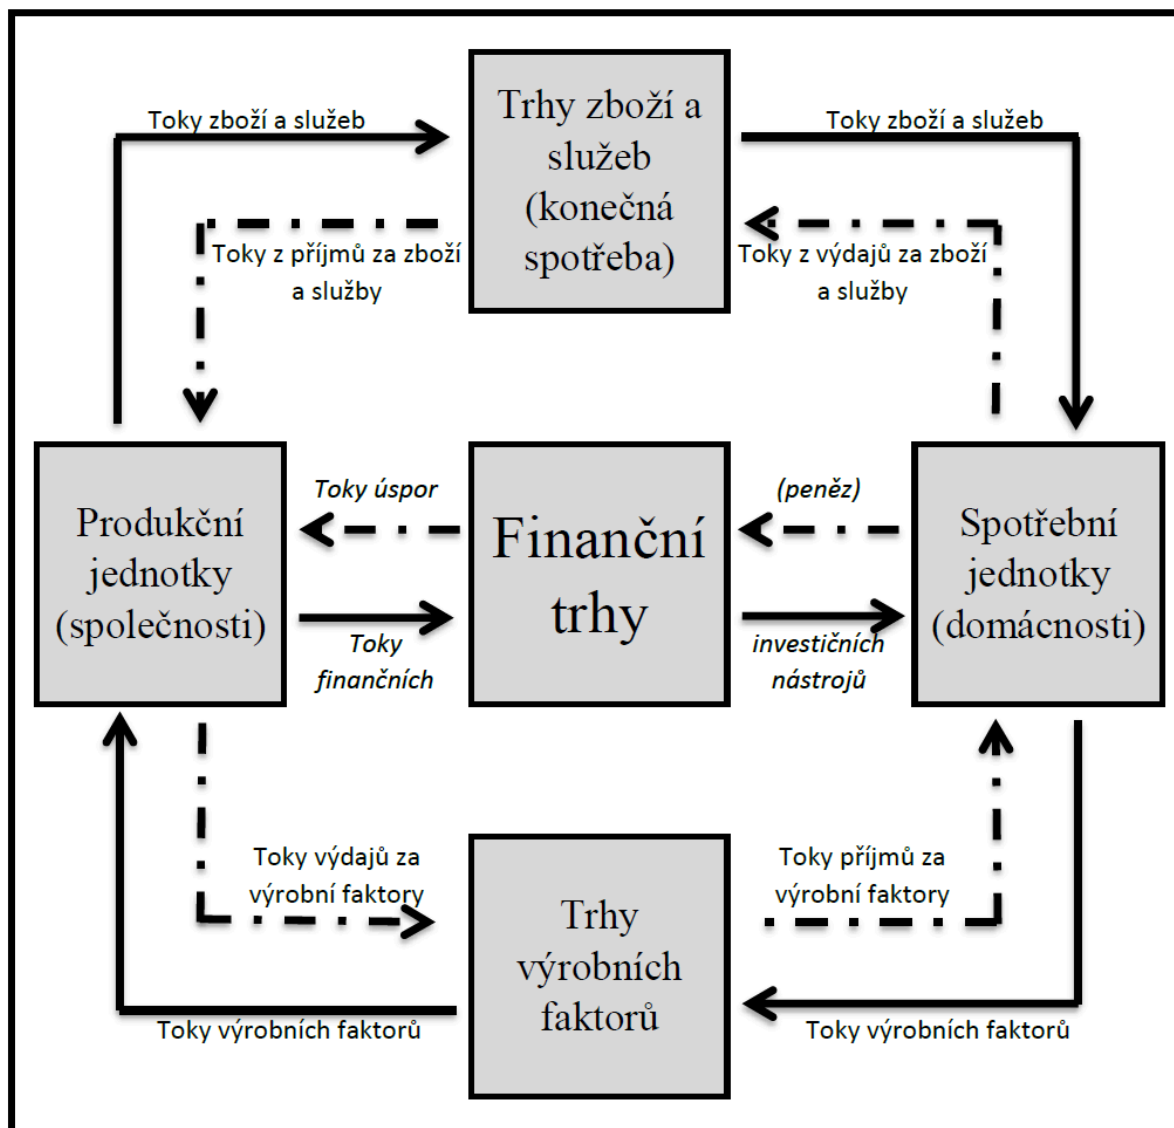 Toky zboží a služeb
Trhy zboží a
služeb
(konečná
spotřeba)
Toky zboží a služeb
Toky z příjmů za zboží
a služby
Toky z výdajů za zboží
a služby
Produkční
jednotky
(společnosti)
Toky úspor
Finanční
trhy
(peněz)
Spotřební
jednotky
(domácnosti)
Toky
finančních
investičních
nástrojů
Toky výdajů za
výrobní faktory
Trhy
výrobních
faktorů
Toky příjmů za
výrobní faktory
Toky výrobních faktorů
Toky výrobních faktorů